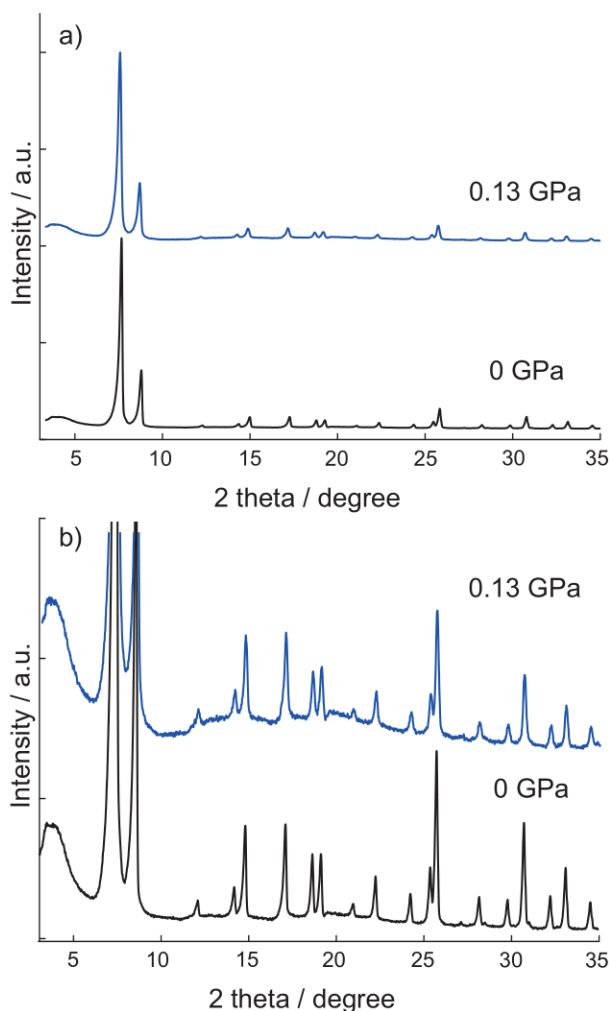 a)
0.13 GPa
0 GPa
Intensity / a.u.
5 10 15 20 25 30 35
2 theta / degree
b)
0.13 GPa
0 GPa
Intensity / a.u.
5 10 15 20 25 30 35
2 theta / degree